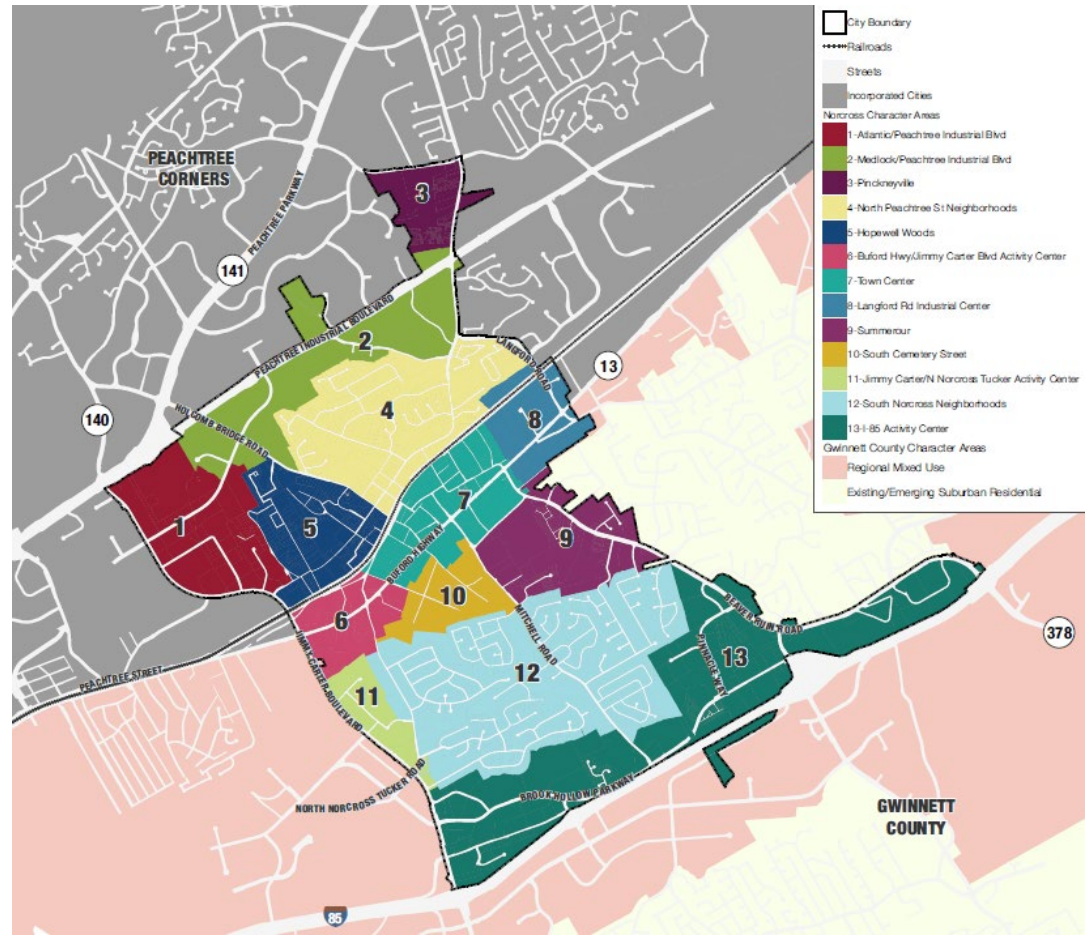 City Boundary
Railroads
Streets
Incorporated Cities
Norcross Character Areas
1-Atlantic/Peachtree Industrial Blvd
2-Medlock/Peachtree Industrial Blvd
3-Pinckneyville
4-North Peachtree St Neighborhoods
5-Hopewell Woods
6-Buford Hwy/Jimmy Carter Blvd Activity Center
7-Town Center
8-Langford Rd Industrial Center
9-Summerour
10-South Cemetery Street
11-Jimmy Carter/N Norcross Tucker Activity Center
12-South Norcross Neighborhoods
13-I-85 Activity Center
Gwinnett County Character Areas
Regional Mixed Use
Existing/Emerging Suburban Residential
PEACHTREE
CORNERS
PEACHTREE PARKWAY
3
141
PEACHTREE INDUSTRIAL BOULEVARD
2
LANGFORD ROAD
13
140
HOLCOMB BRIDGE ROAD
4
8
7
1
5
BUFORD HIGHWAY
9
10
6
MITCHELL ROAD
BEAVER RUIN ROAD
378
PEACHTREE STREET
JIMMY CARTER BOULEVARD
11
12
PINNACLE WAY
13
NORTH NORCROSS TUCKER ROAD
BROOK HOLLOW PARKWAY
GWINNETT
COUNTY
85